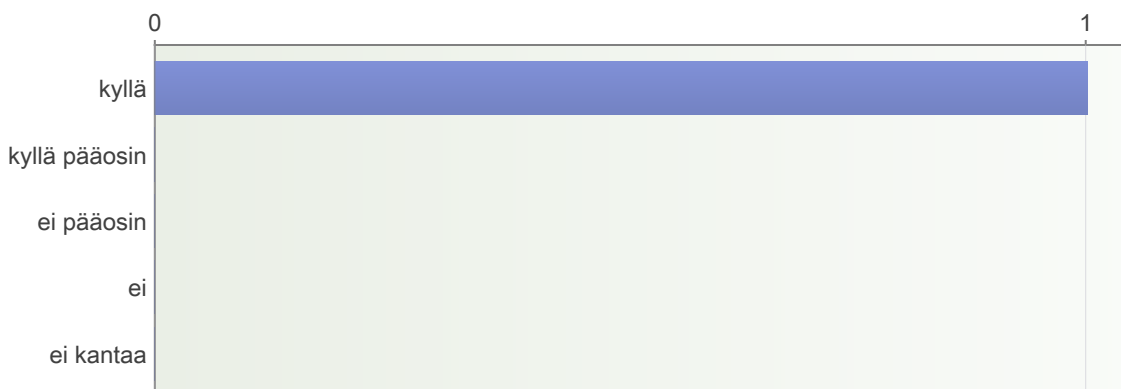 0 1
kyllä
kyllä pääosin
ei pääosin
ei
ei kantaa